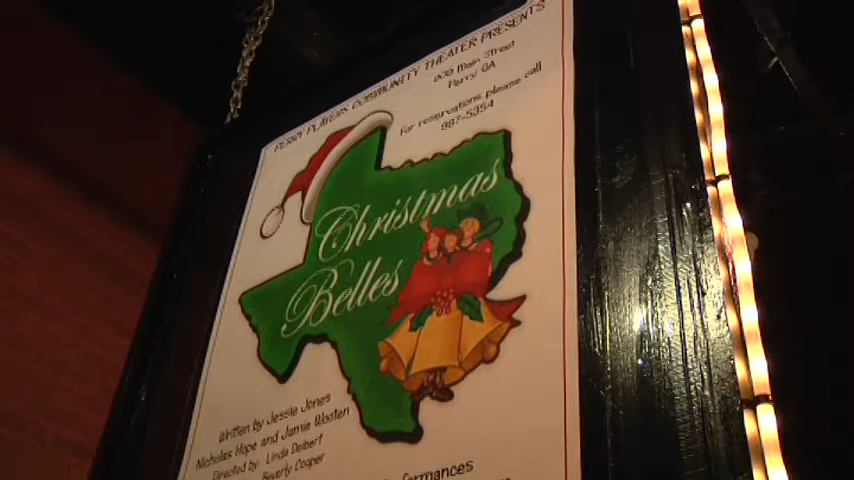 PERRY PLAYERS COMMUNITY THEATER PRESENTS
909 Main Street
Perry, GA
For reservations please call
987-5354
Christmas
Belles
Written by Jessie Jones
Nicholas Hope and Jamie Wooten
Directed by: Linda Deibert
Beverly Cooper